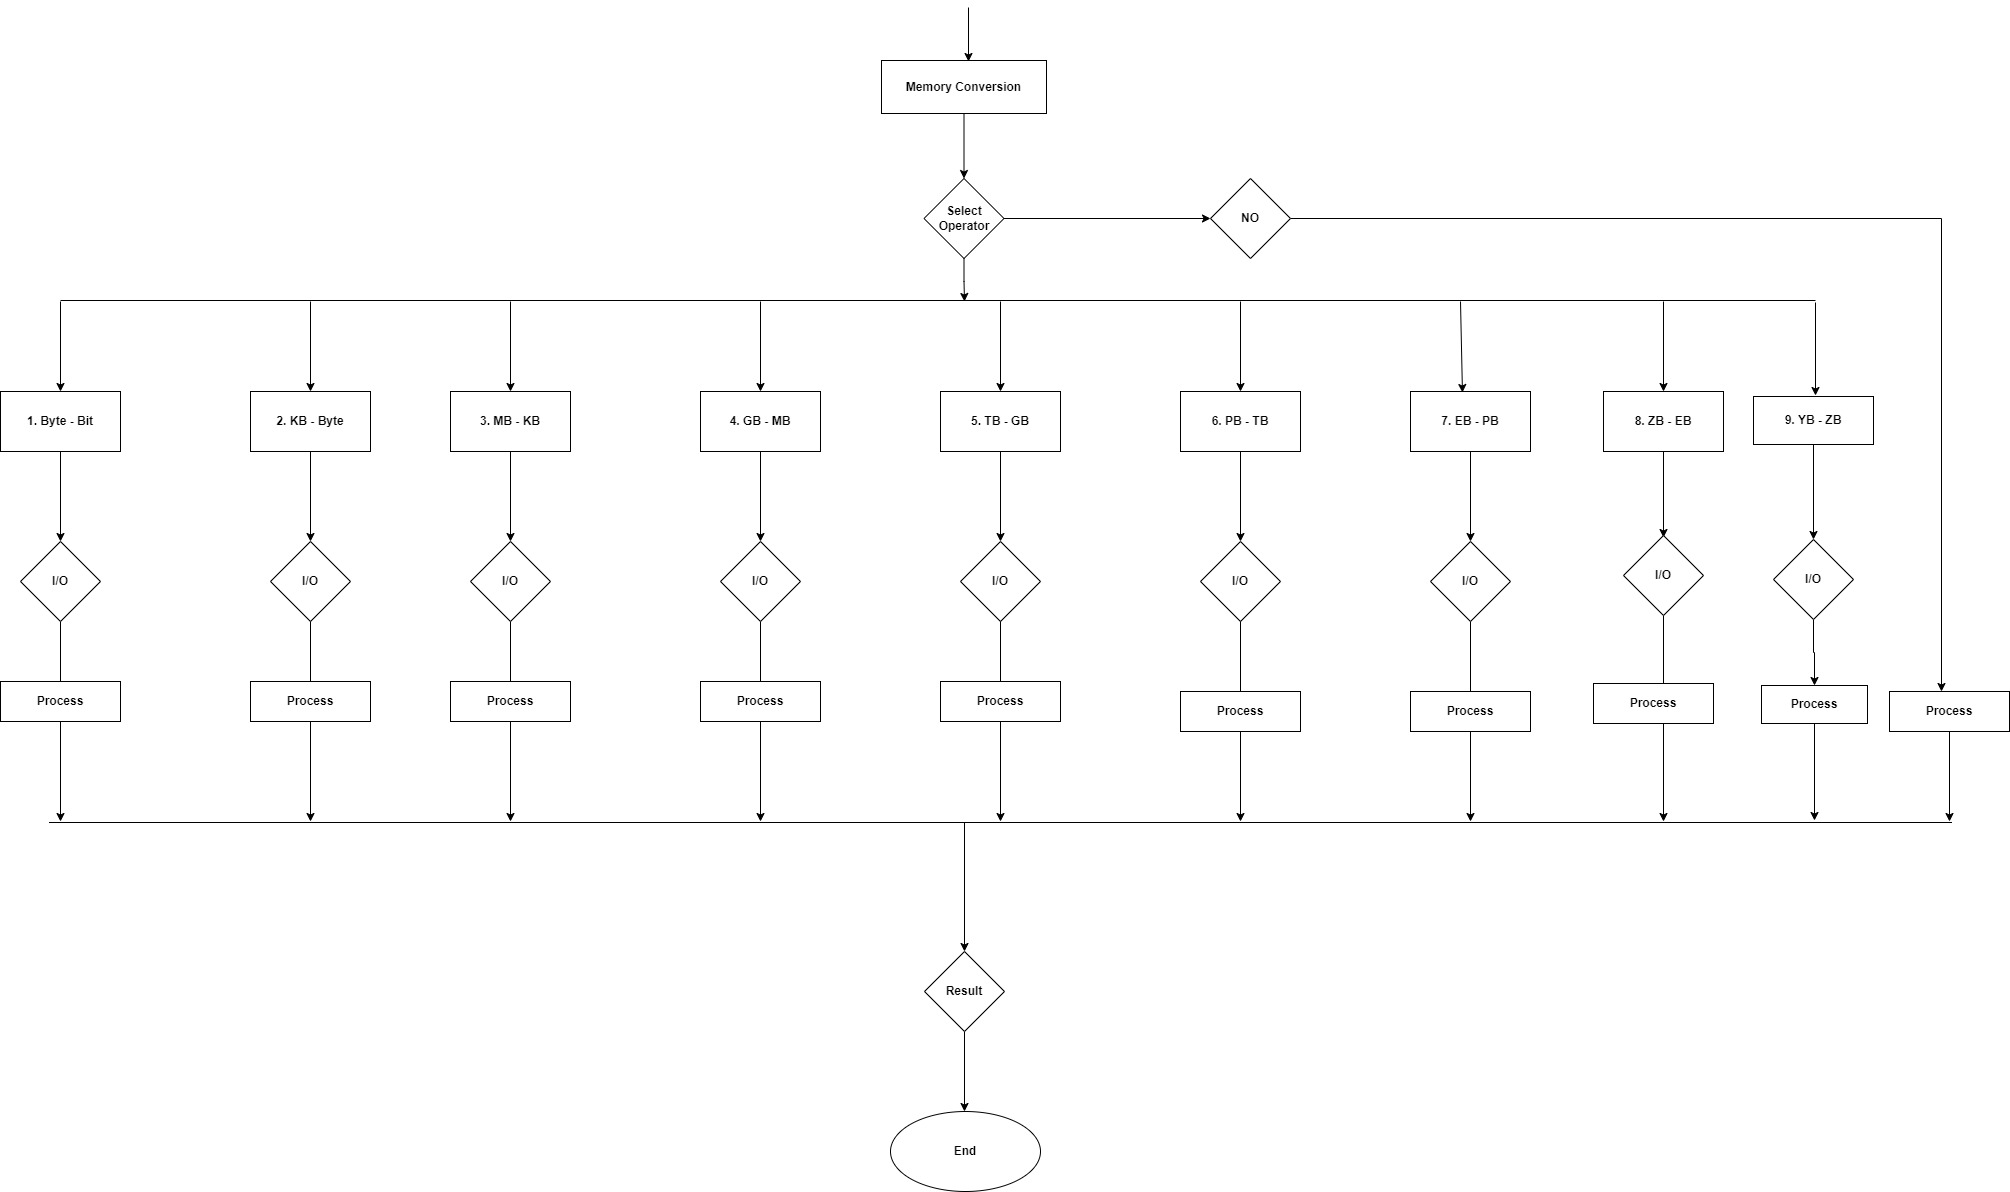 Memory Conversion
Select
Operator
NO
1. Byte - Bit
2. KB - Byte
3. MB - KB
4. GB - MB
5. TB - GB
6. PB - TB
7. EB - PB
8. ZB - EB
9. YB - ZB
I/O
I/O
I/O
I/O
I/O
I/O
I/O
I/O
I/O
Process
Process
Process
Process
Process
Process
Process
Process
Process
Process
Result
End